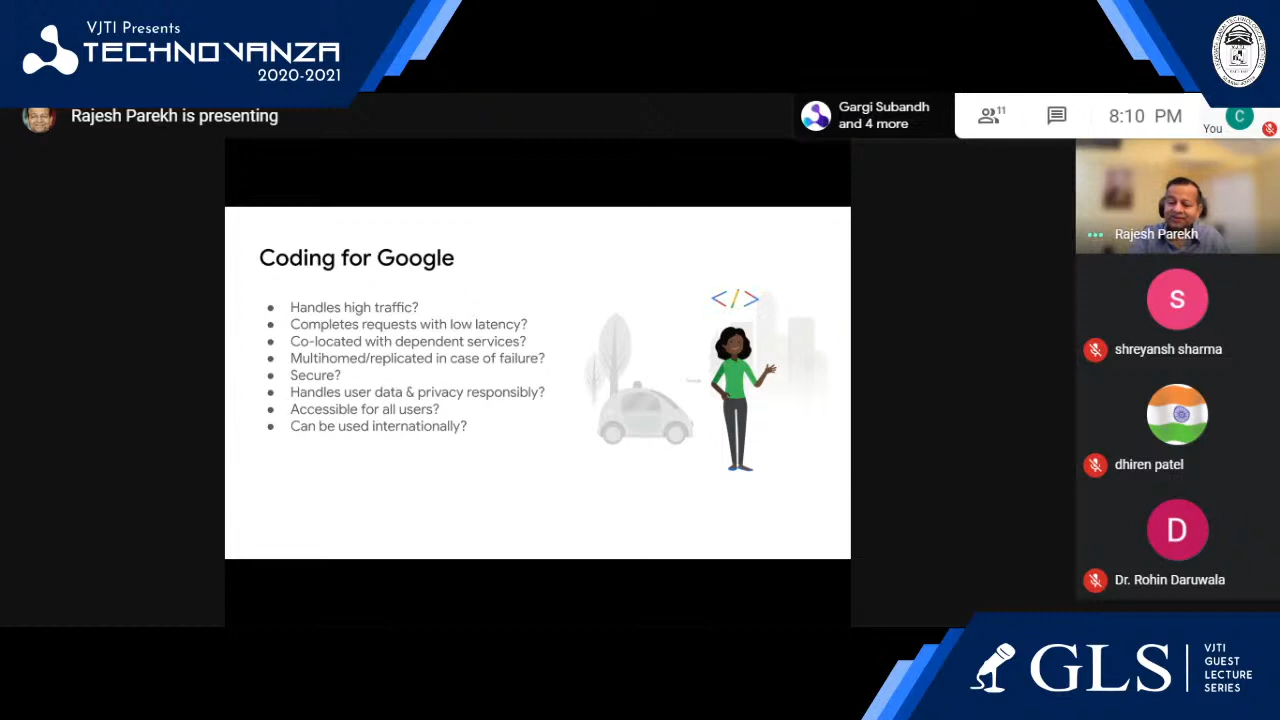 VJTI Presents
TECHNOVANZA
2020-2021
Rajesh Parekh is presenting
Gargi Subandh
and 4 more
11
8:10 PM
You
C
Rajesh Parekh
Coding for Google
● Handles high traffic?
● Completes requests with low latency?
● Co-located with dependent services?
● Multihomed/replicated in case of failure?
● Secure?
● Handles user data & privacy responsibly?
● Accessible for all users?
● Can be used internationally?
</>
Google
S
shreyansh sharma
dhiren patel
D
Dr. Rohin Daruwala
GLS
VJTI
GUEST
LECTURE
SERIES